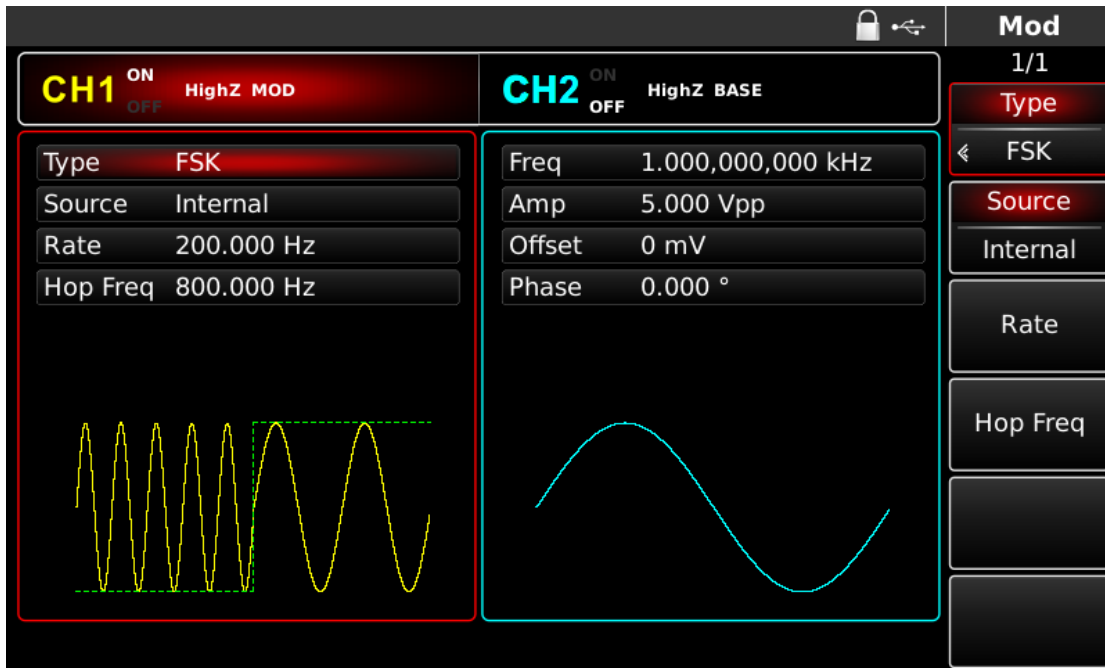 Mod
1/1
CH1 ON OFF HighZ MOD
CH2 ON OFF HighZ BASE
Type FSK
Source Internal
Rate 200.000 Hz
Hop Freq 800.000 Hz
Freq 1.000,000,000 kHz
Amp 5.000 Vpp
Offset 0 mV
Phase 0.000 °
Type
FSK
Source
Internal
Rate
Hop Freq